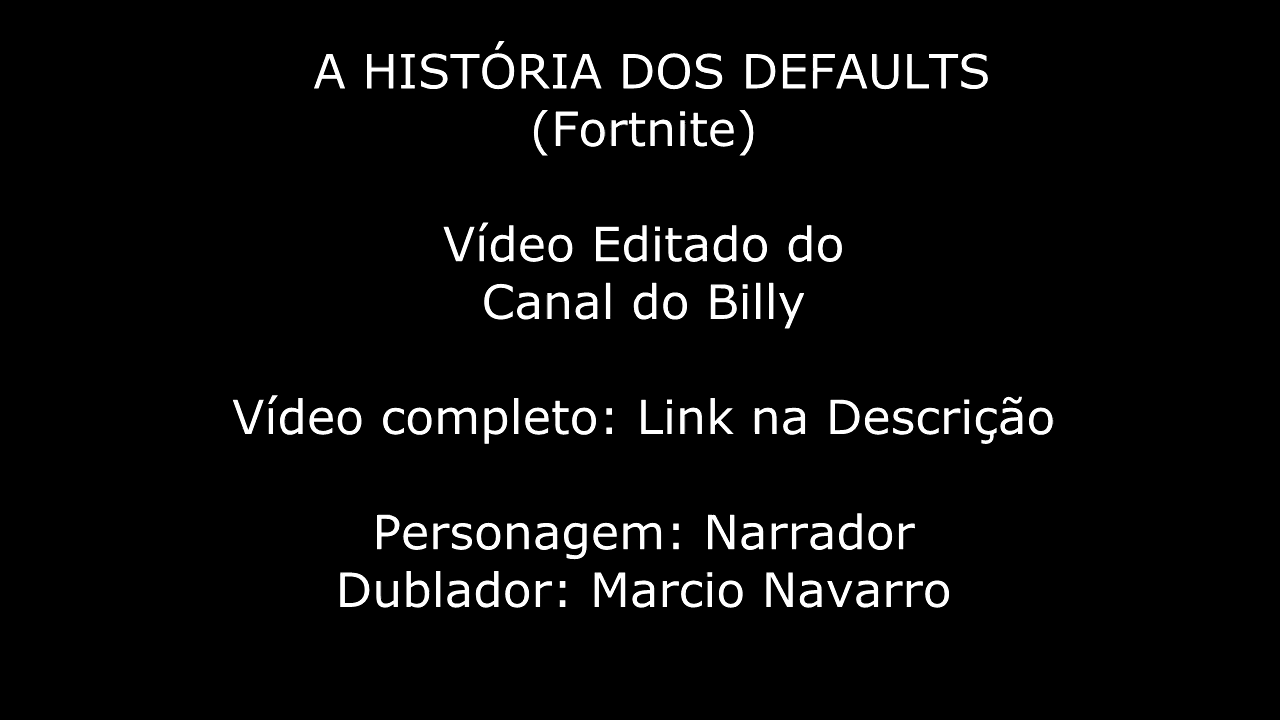 A HISTÓRIA DOS DEFAULTS
(Fortnite)
Vídeo Editado do
Canal do Billy
Vídeo completo: Link na Descrição
Personagem: Narrador
Dublador: Marcio Navarro